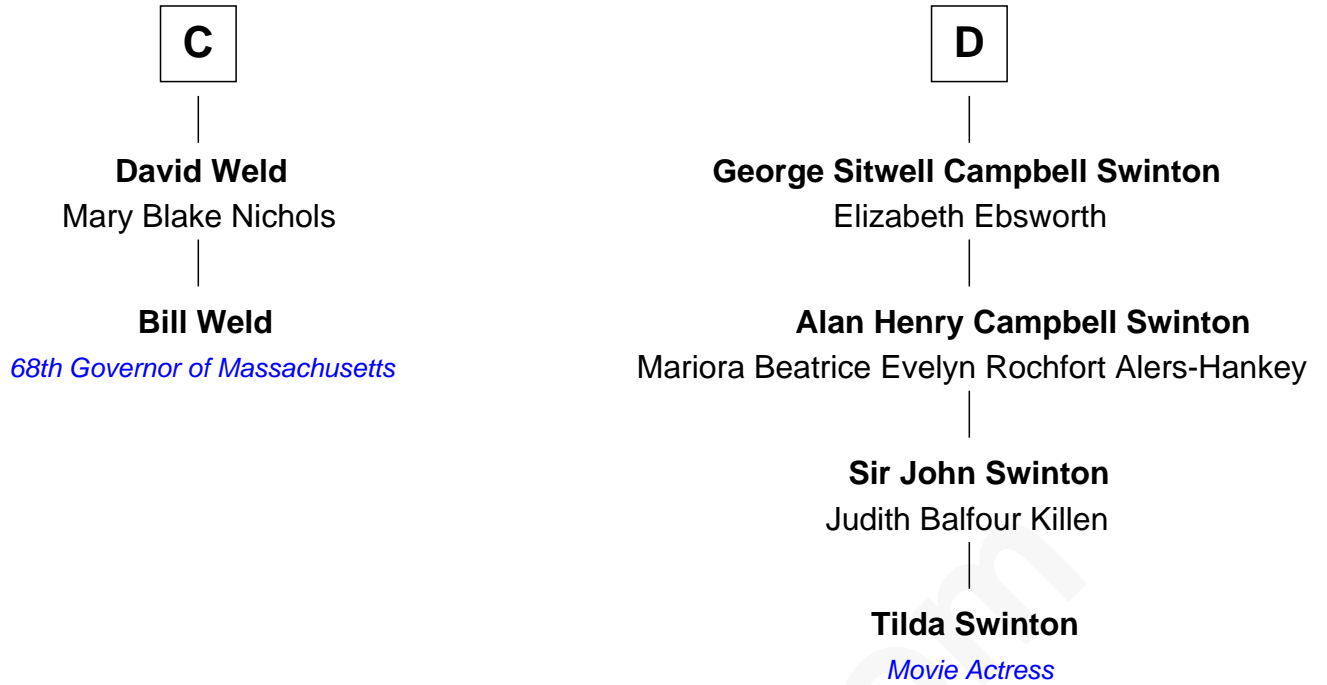 C
David Weld
Mary Blake Nichols
Bill Weld
68th Governor of Massachusetts
D
George Sitwell Campbell Swinton
Elizabeth Ebsworth
Alan Henry Campbell Swinton
Mariora Beatrice Evelyn Rochfort Alers-Hankey
Sir John Swinton
Judith Balfour Killen
Tilda Swinton
Movie Actress